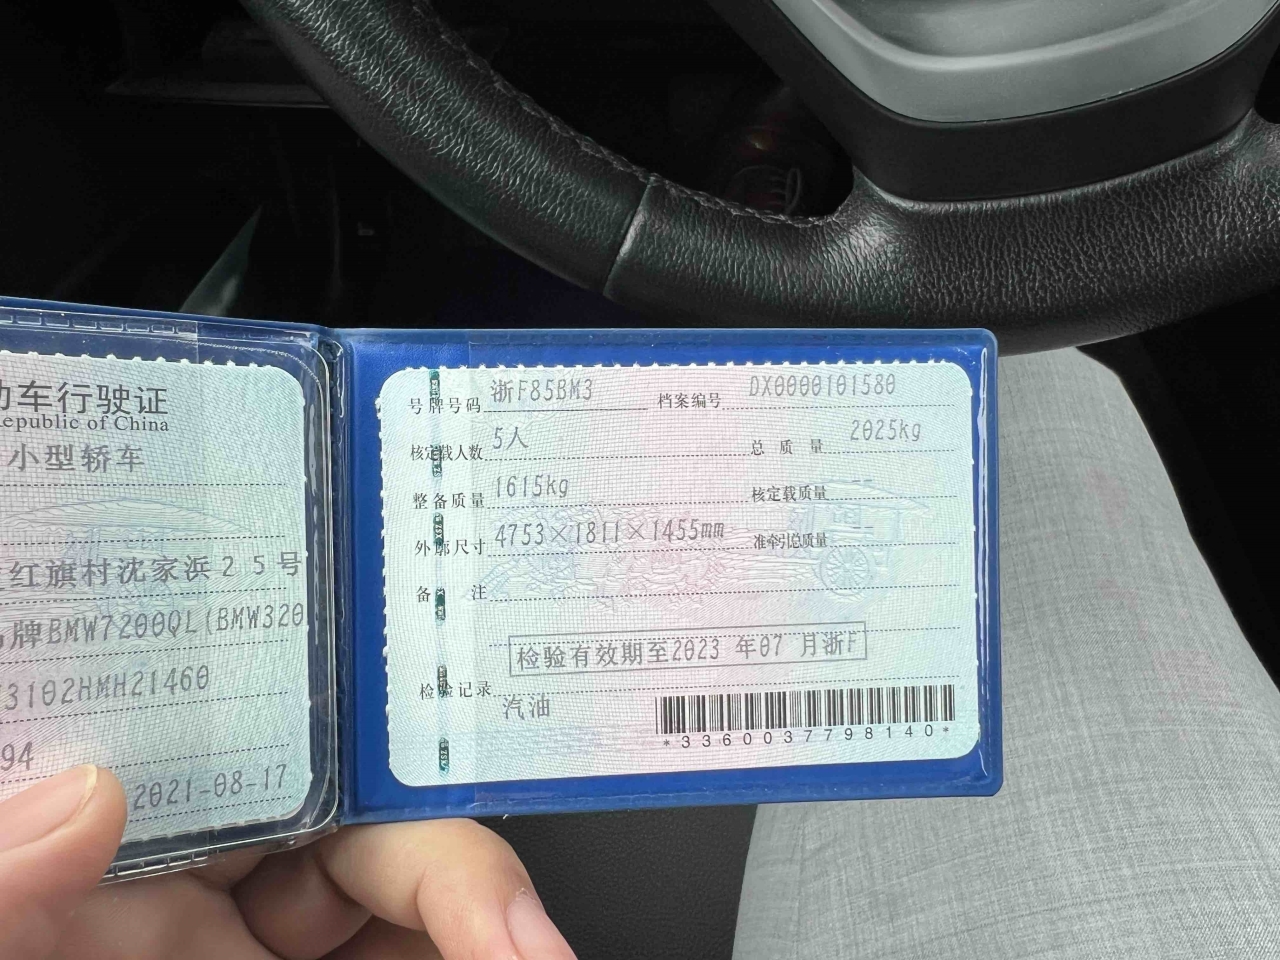 动车行驶证
Republic of China
小型轿车
红旗村沈家浜25号
牌BMW7200QL(BMW320
3102HMH21460
94
2021-08-17
号牌号码 浙F85BM3 档案编号 DX0000101580
核定载人数 5人 总质量 2025kg
整备质量 1615kg 核定载质量
外廓尺寸 4753×1811×1455mm 准牵引总质量
备注
检验有效期至2023 年07 月浙F
检验记录
汽油
*3360037798140*